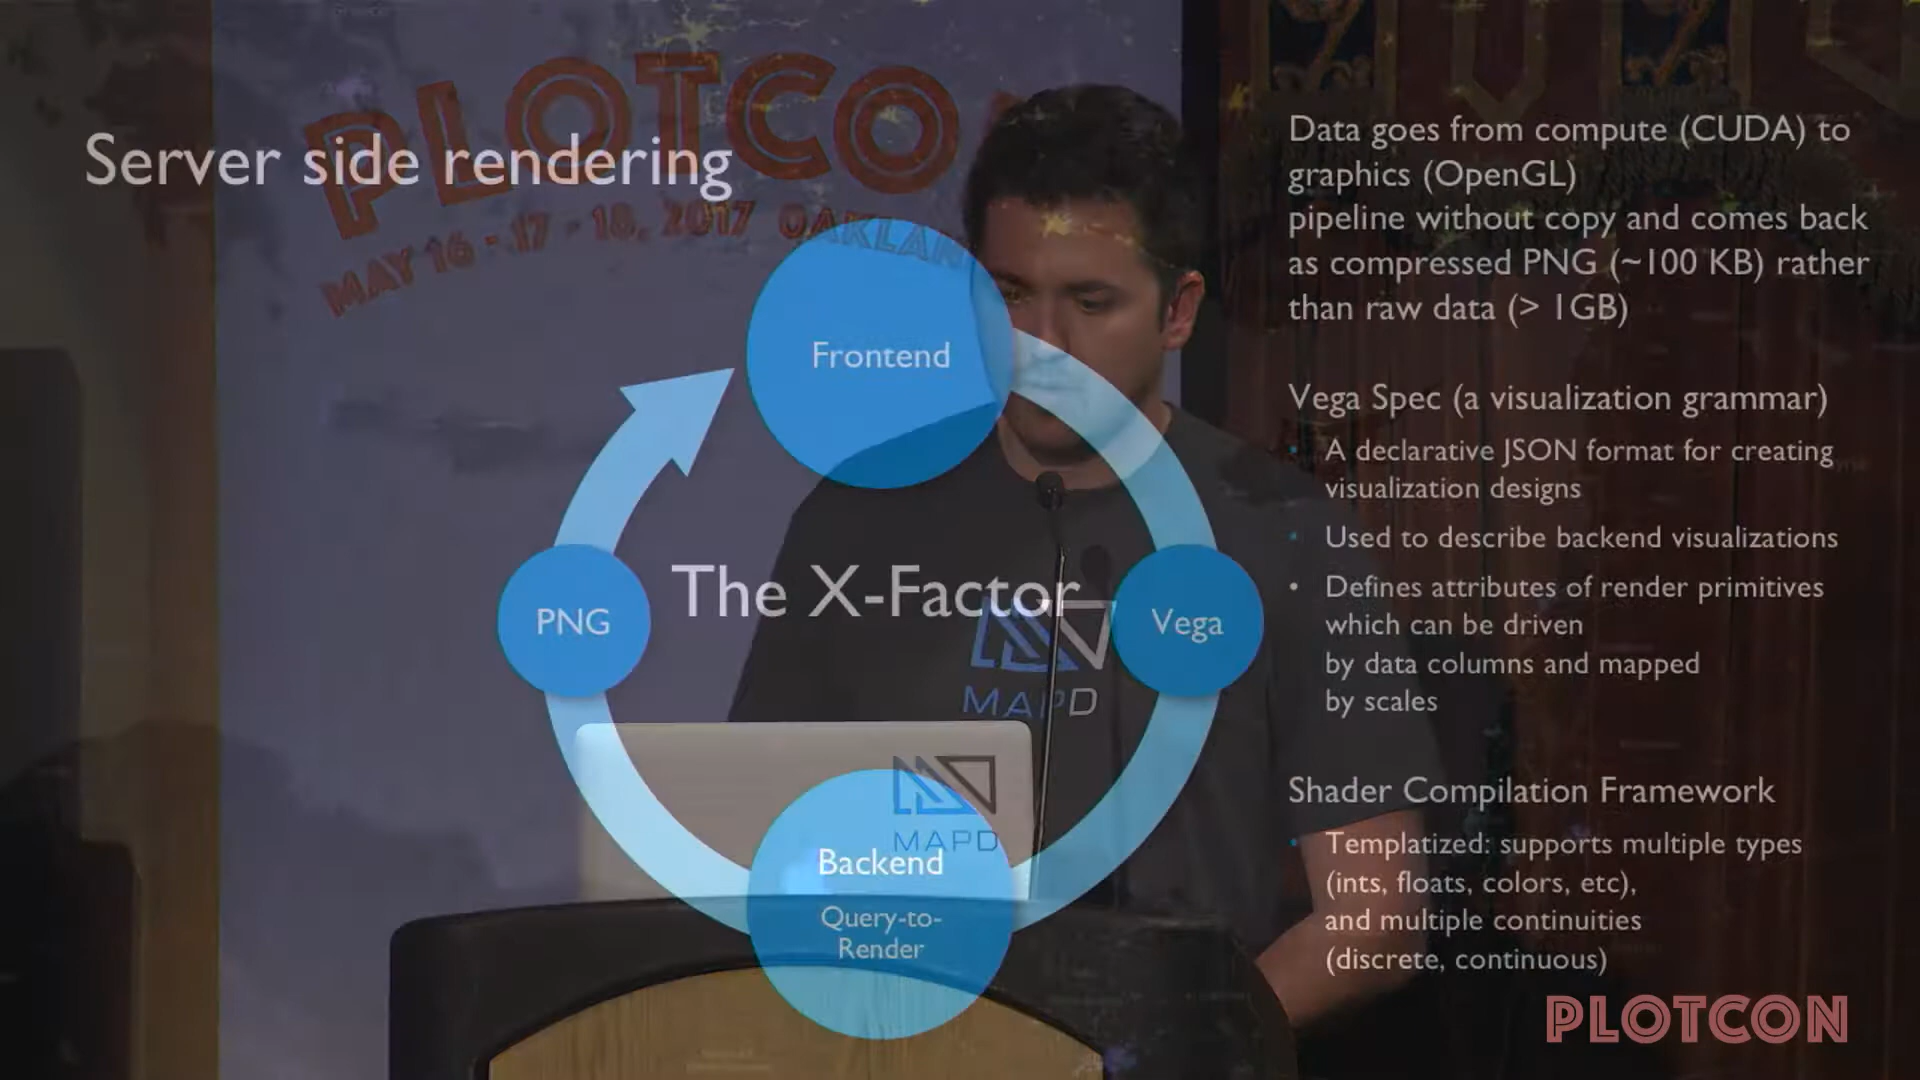 PLOTCO
MAY 16 - 17 - 18, 2017 OAKLAN
Server side rendering
Frontend
PNG
The X-Factor
Vega
MAPD
MAPD
Backend
Query-to-
Render
Data goes from compute (CUDA) to
graphics (OpenGL)
pipeline without copy and comes back
as compressed PNG (~100 KB) rather
than raw data (> 1GB)
Vega Spec (a visualization grammar)
• A declarative JSON format for creating
visualization designs
• Used to describe backend visualizations
• Defines attributes of render primitives
which can be driven
by data columns and mapped
by scales
Shader Compilation Framework
• Templatized: supports multiple types
(ints, floats, colors, etc),
and multiple continuities
(discrete, continuous)
PLOTCON